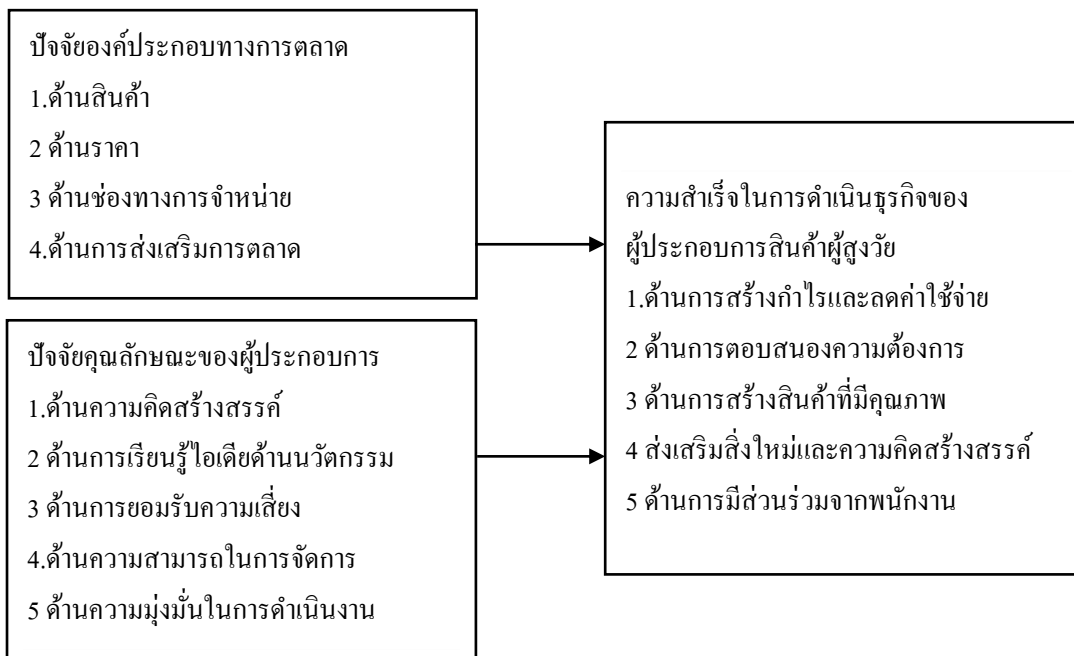 ปัจจัยองค์ประกอบทางการตลาด
1.ด้านสินค้า
2 ด้านราคา
3 ด้านช่องทางการจำหน่าย
4.ด้านการส่งเสริมการตลาด
ปัจจัยคุณลักษณะของผู้ประกอบการ
1.ด้านความคิดสร้างสรรค์
2 ด้านการเรียนรู้ไอเดียด้านนวัตกรรม
3 ด้านการยอมรับความเสี่ยง
4.ด้านความสามารถในการจัดการ
5 ด้านความมุ่งมั่นในการดำเนินงาน
ความสำเร็จในการดำเนินธุรกิจของ
ผู้ประกอบการสินค้าผู้สูงวัย
1.ด้านการสร้างกำไรและลดค่าใช้จ่าย
2 ด้านการตอบสนองความต้องการ
3 ด้านการสร้างสินค้าที่มีคุณภาพ
4 ส่งเสริมสิ่งใหม่และความคิดสร้างสรรค์
5 ด้านการมีส่วนร่วมจากพนักงาน